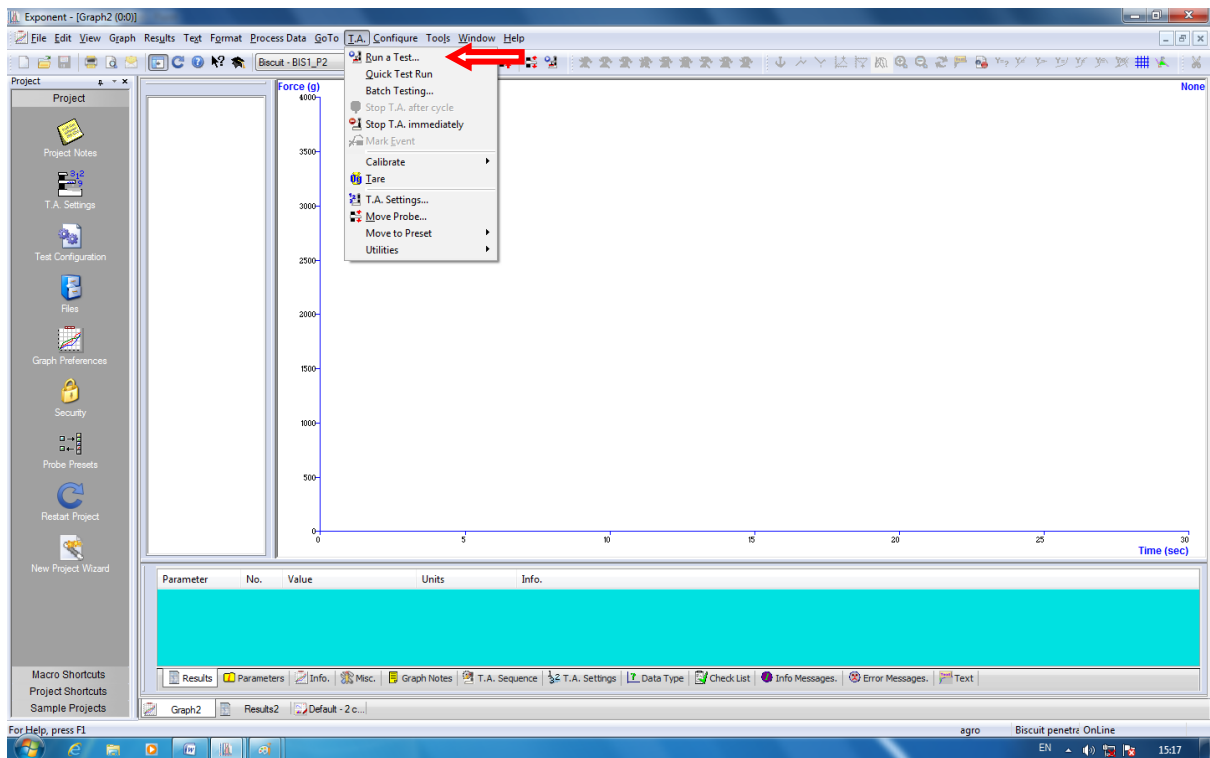 Exponent - [Graph2 (0:0)]
File Edit View Graph Results Text Format Process Data GoTo T.A. Configure Tools Window Help
Biscuit - BIS1_P2
Project
Project
Project Notes
T.A. Settings
Test Configuration
Files
Graph Preferences
Security
Probe Presets
Restart Project
New Project Wizard
Macro Shortcuts
Project Shortcuts
Sample Projects
Run a Test...
Quick Test Run
Batch Testing...
Stop T.A. after cycle
Stop T.A. immediately
Mark Event
Calibrate
Tare
T.A. Settings...
Move Probe...
Move to Preset
Utilities
Force (g)
None
4000
3500
3000
2500
2000
1500
1000
500
0
0 5 10 15 20 25 30
Time (sec)
Parameter No. Value Units Info.
Results Parameters Info. Misc. Graph Notes T.A. Sequence T.A. Settings Data Type Check List Info Messages. Error Messages. Text
Graph2 Results2 Default - 2 c...
For Help, press F1
agro Biscuit penetra OnLine
EN 15:17